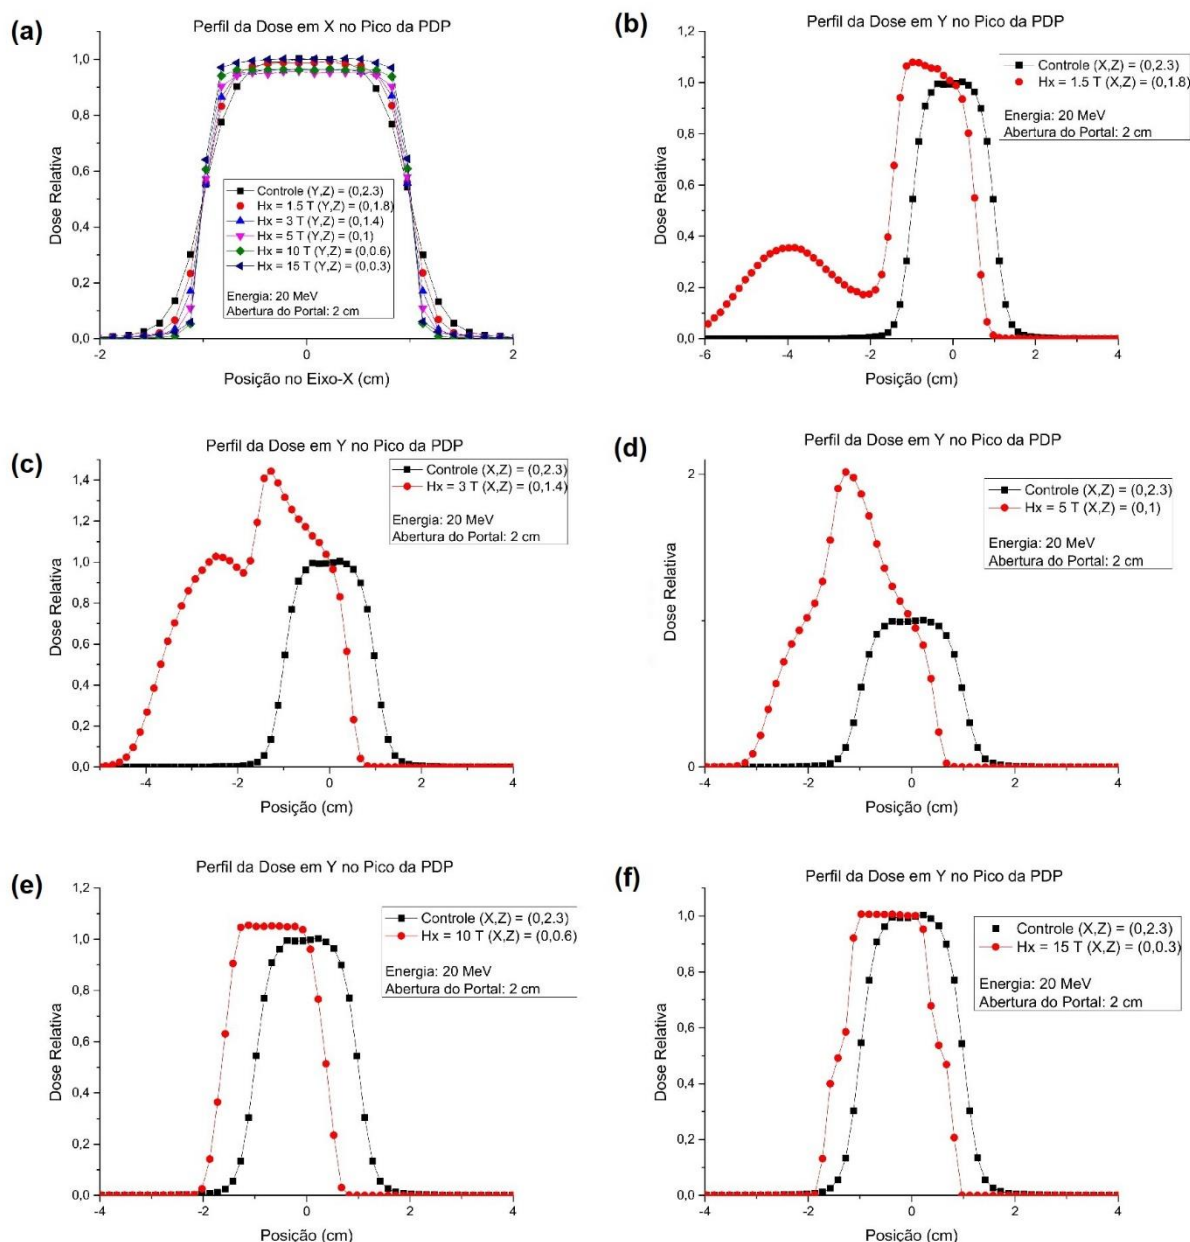 (a)
Perfil da Dose em X no Pico da PDP
Dose Relativa
1,0
0,8
0,6
0,4
0,2
0,0
Controle (Y,Z) = (0,2.3)
Hx = 1.5 T (Y,Z) = (0,1.8)
Hx = 3 T (Y,Z) = (0,1.4)
Hx = 5 T (Y,Z) = (0,1)
Hx = 10 T (Y,Z) = (0,0.6)
Hx = 15 T (Y,Z) = (0,0.3)
Energia: 20 MeV
Abertura do Portal: 2 cm
-2 -1 0 1 2
Posição no Eixo-X (cm)
(b)
Perfil da Dose em Y no Pico da PDP
Dose Relativa
1,2
1,0
0,8
0,6
0,4
0,2
0,0
Controle (X,Z) = (0,2.3)
Hx = 1.5 T (X,Z) = (0,1.8)
Energia: 20 MeV
Abertura do Portal: 2 cm
-6 -4 -2 0 2 4
Posição (cm)
(c)
Perfil da Dose em Y no Pico da PDP
Dose Relativa
1,4
1,2
1,0
0,8
0,6
0,4
0,2
0,0
Controle (X,Z) = (0,2.3)
Hx = 3 T (X,Z) = (0,1.4)
Energia: 20 MeV
Abertura do Portal: 2 cm
-4 -2 0 2 4
Posição (cm)
(d)
Perfil da Dose em Y no Pico da PDP
Dose Relativa
2
1
0
Controle (X,Z) = (0,2.3)
Hx = 5 T (X,Z) = (0,1)
Energia: 20 MeV
Abertura do Portal: 2 cm
-4 -2 0 2 4
Posição (cm)
(e)
Perfil da Dose em Y no Pico da PDP
Dose Relativa
1,2
1,0
0,8
0,6
0,4
0,2
0,0
Controle (X,Z) = (0,2.3)
Hx = 10 T (X,Z) = (0,0.6)
Energia: 20 MeV
Abertura do Portal: 2 cm
-4 -2 0 2 4
Posição (cm)
(f)
Perfil da Dose em Y no Pico da PDP
Dose Relativa
1,0
0,8
0,6
0,4
0,2
0,0
Controle (X,Z) = (0,2.3)
Hx = 15 T (X,Z) = (0,0.3)
Energia: 20 MeV
Abertura do Portal: 2 cm
-4 -2 0 2 4
Posição (cm)